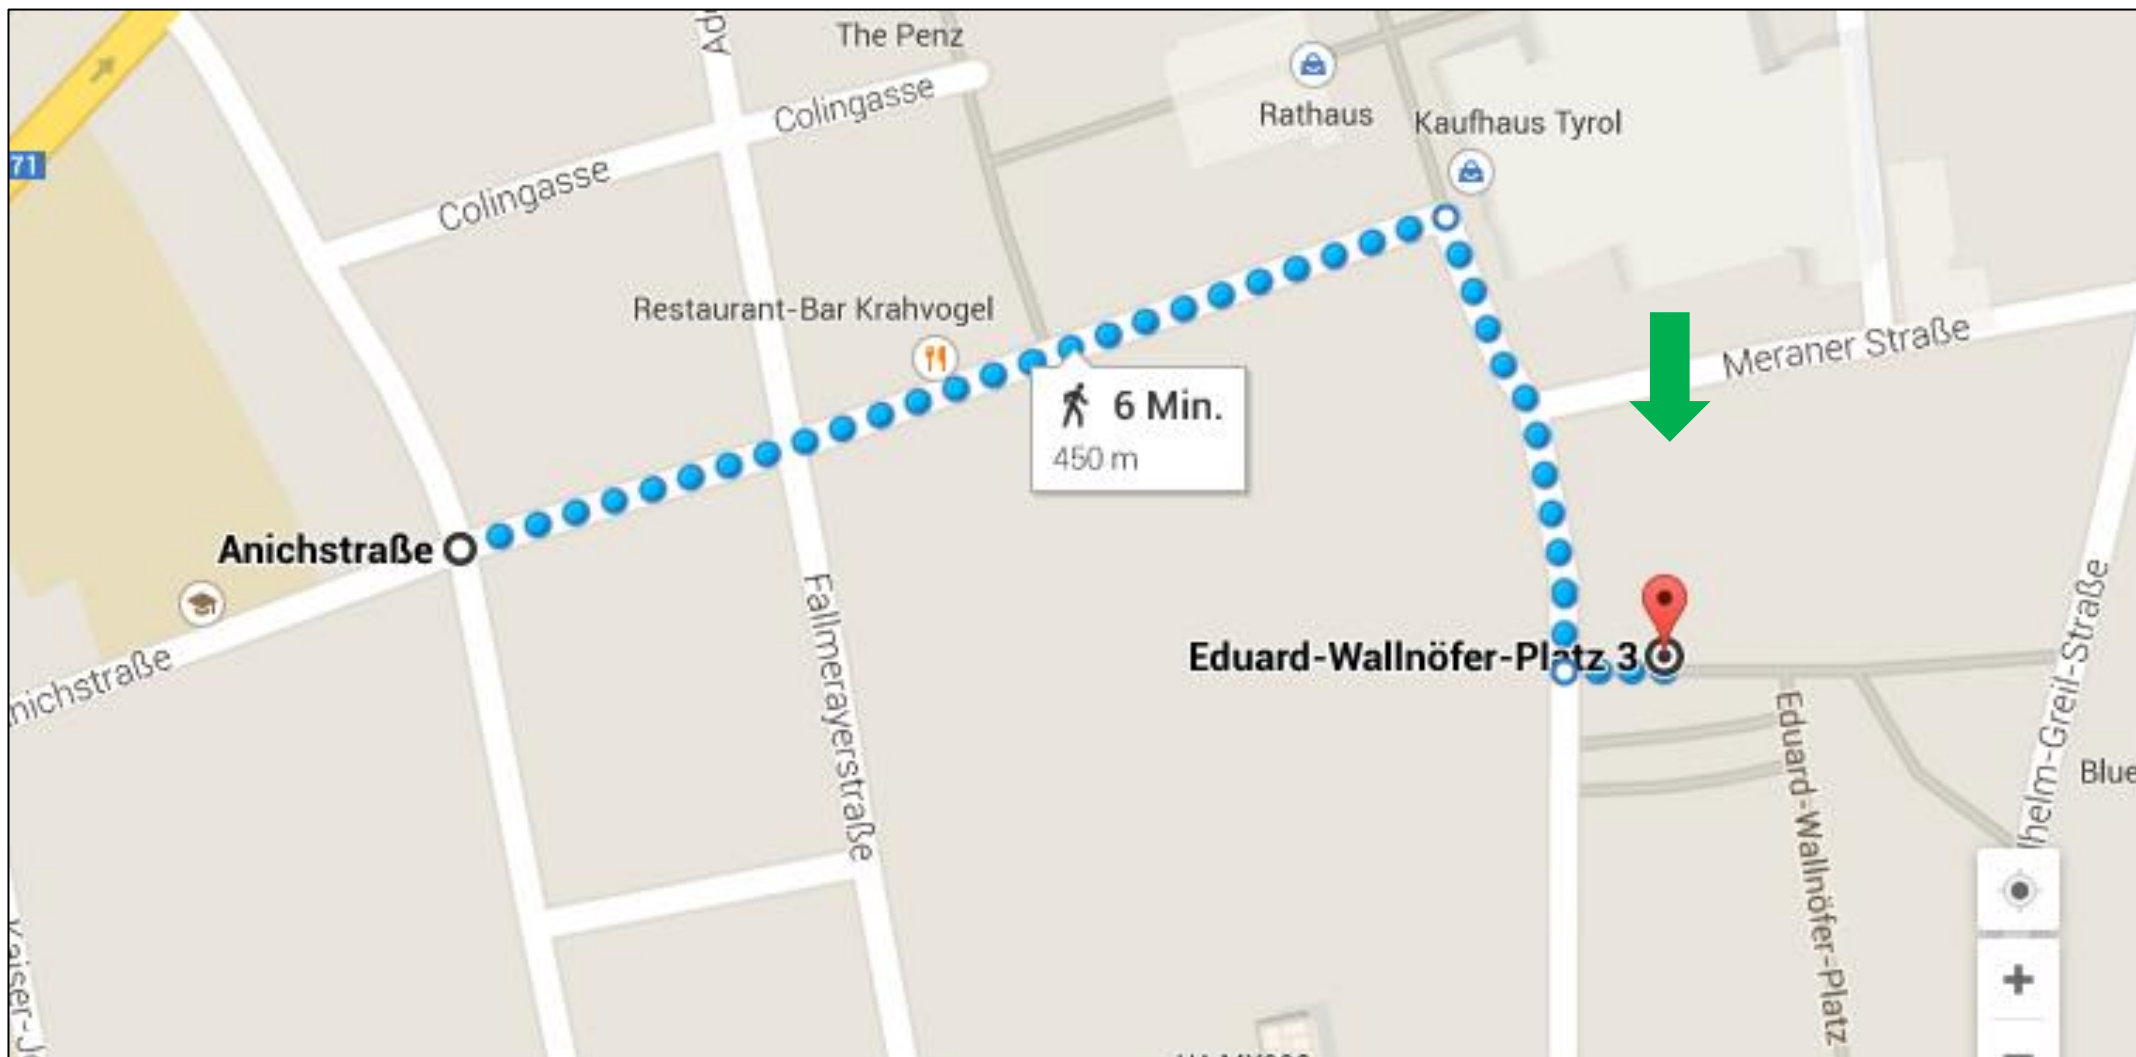 The Penz
Colingasse
Rathaus
Kaufhaus Tyrol
71
Colingasse
Restaurant-Bar Krahvogel
Meraner Straße
6 Min.
450 m
Anichstraße
Fallmerayerstraße
Eduard-Wallnöfer-Platz 3
nichstraße
helm-Greil-Straße
Eduard-Wallnöfer-Platz
Blue
Kaiser-J